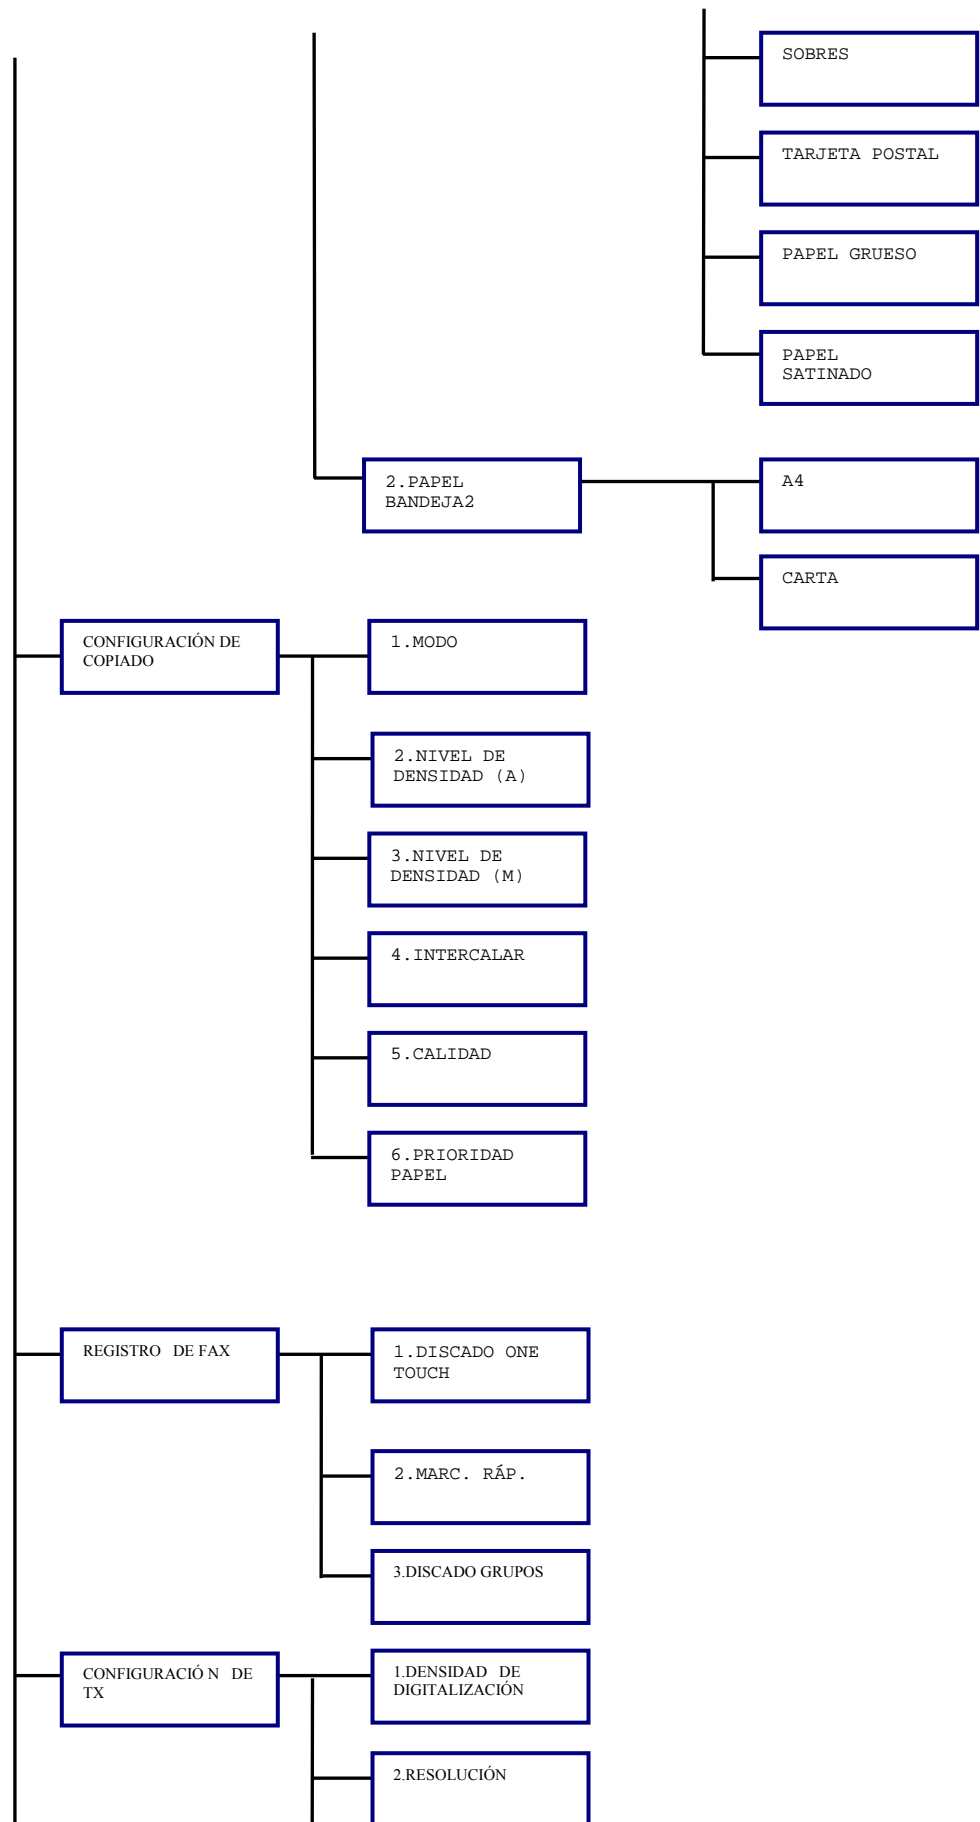 SOBRES
TARJETA POSTAL
PAPEL GRUESO
PAPEL
SATINADO
2.PAPEL
BANDEJA2
A4
CARTA
CONFIGURACIÓN DE
COPIADO
1.MODO
2.NIVEL DE
DENSIDAD (A)
3.NIVEL DE
DENSIDAD (M)
4.INTERCALAR
5.CALIDAD
6.PRIORIDAD
PAPEL
REGISTRO DE FAX
1.DISCADO ONE
TOUCH
2.MARC. RÁP.
3.DISCADO GRUPOS
CONFIGURACIÓ N DE
TX
1.DENSIDAD DE
DIGITALIZACIÓN
2.RESOLUCIÓN